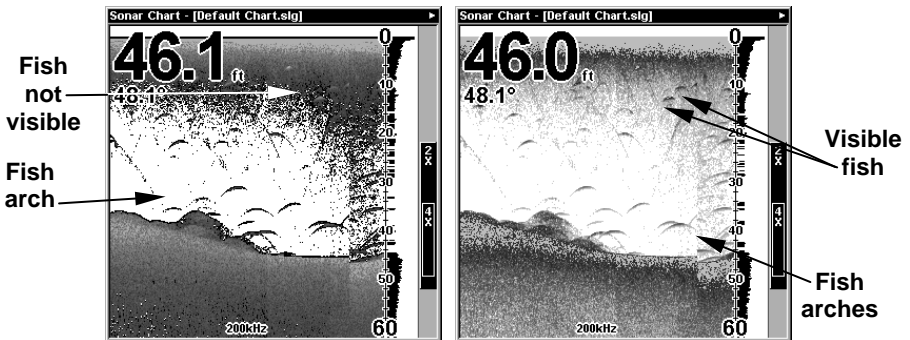 Sonar Chart - [Default Chart.slg]
46.1 ft
48.1°
0
10
20
30
40
50
60
2X
4X
200kHz
Fish
not
visible
Fish
arch
Sonar Chart - [Default Chart.slg]
46.0 ft
48.1°
0
10
20
30
40
50
60
2X
4X
200kHz
Visible
fish
Fish
arches